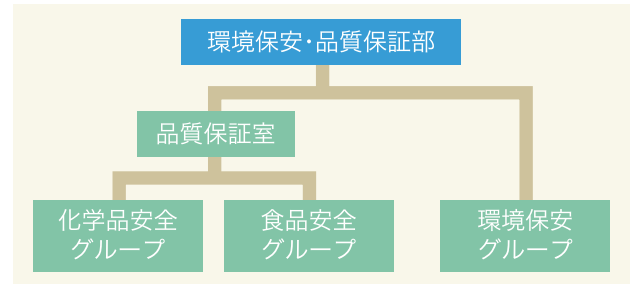 環境保安・品質保証部
品質保証室
化学品安全
グループ
食品安全
グループ
環境保安
グループ